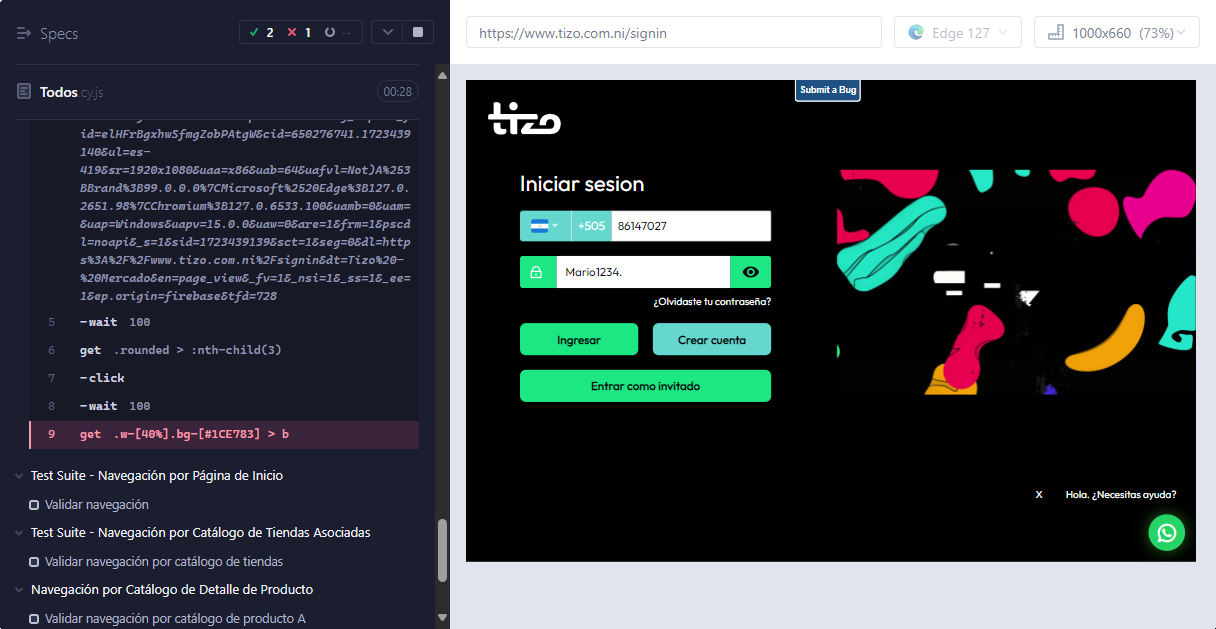 Specs
2
1
--
https://www.tizo.com.ni/signin
Edge 127
1000x660 (73%)
Todos.cy.js
00:28
id=elHFrBgxhwSfmgZobPAtgW&cid=650276741.1723439
140&ul=es-
419&sr=1920x1080&uaa=x86&uab=64&uafvl=Not)A%253
BBrand%3B99.0.0.0%7CMicrosoft%2520Edge%3B127.0.
2651.98%7CChromium%3B127.0.6533.100&uamb=0&uam=
&uap=Windows&uapv=15.0.0&uaw=0&are=1&frm=1&pscd
l=noapi&_s=1&sid=1723439139&sct=1&seg=0&dl=http
s%3A%2F%2Fwww.tizo.com.ni%2Fsignin&dt=Tizo%20-
%20Mercado&en=page_view&_fv=1&_nsi=1&_ss=1&_ee=
1&ep.origin=firebase&tfd=728
5 -wait 100
6 get .rounded > :nth-child(3)
7 -click
8 -wait 100
9 get .w-[40%].bg-[#1CE783] > b
Test Suite - Navegación por Página de Inicio
Validar navegación
Test Suite - Navegación por Catálogo de Tiendas Asociadas
Validar navegación por catálogo de tiendas
Navegación por Catálogo de Detalle de Producto
Validar navegación por catálogo de producto A
Submit a Bug
tizo
Iniciar sesion
+505 86147027
Mario1234.
¿Olvidaste tu contraseña?
Ingresar
Crear cuenta
Entrar como invitado
X Hola. ¿Necesitas ayuda?